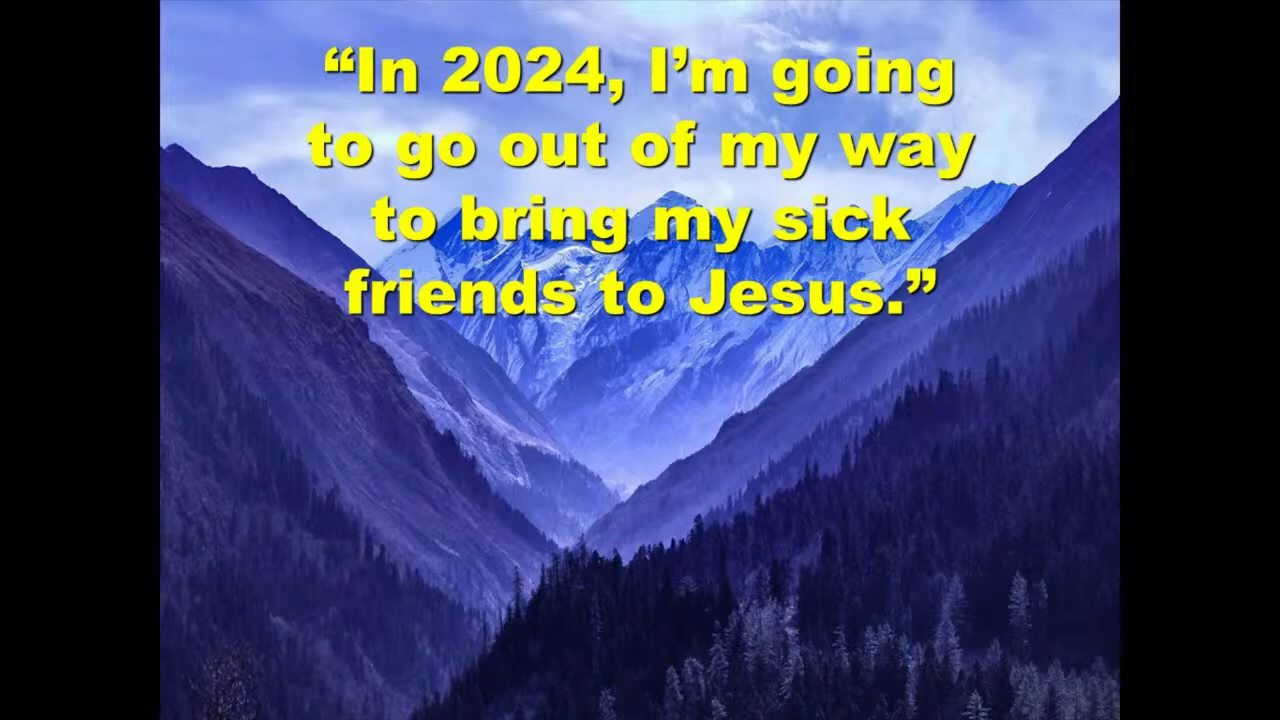 “In 2024, I’m going
to go out of my way
to bring my sick
friends to Jesus.”